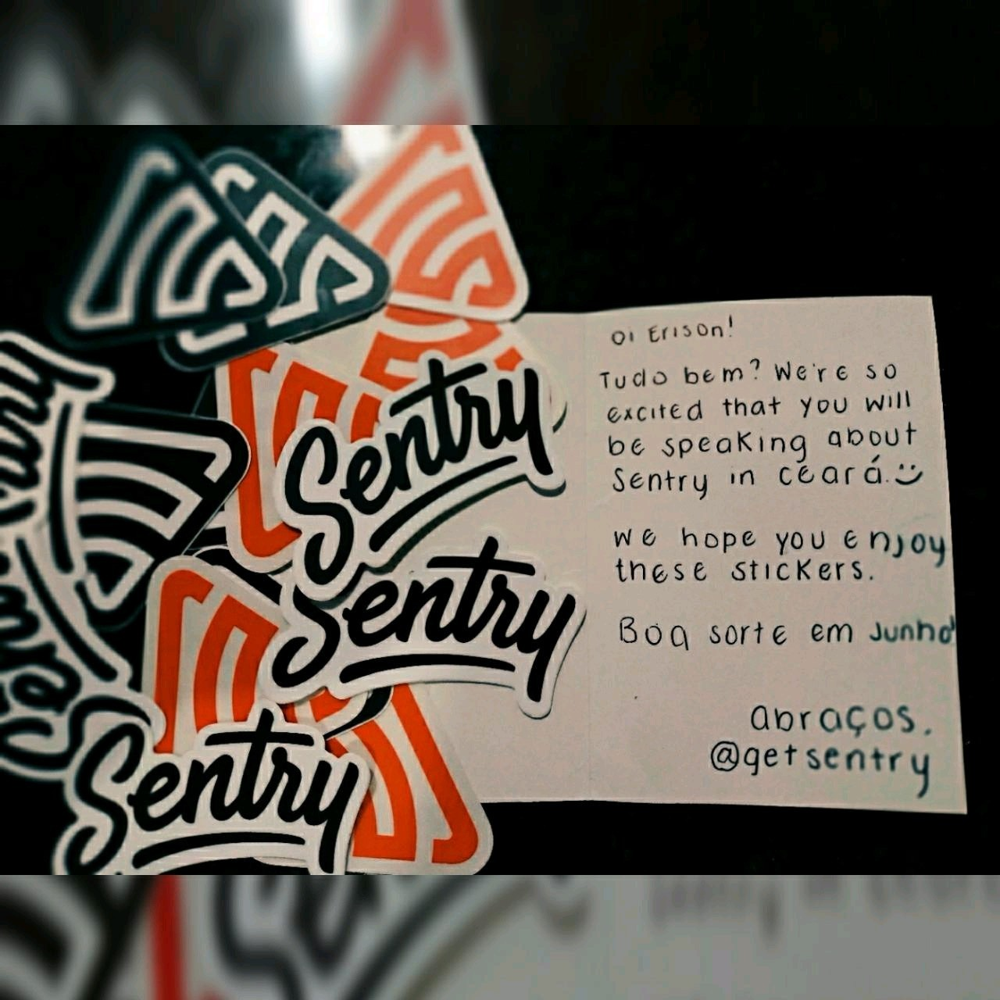 Sentry
Sentry
Sentry
Oi Erison!
Tudo bem? We're so
excited that you will
be speaking about
Sentry in Ceará. :)
We hope you enjoy
these stickers.
Boa sorte em Junho!
abraços,
@getsentry